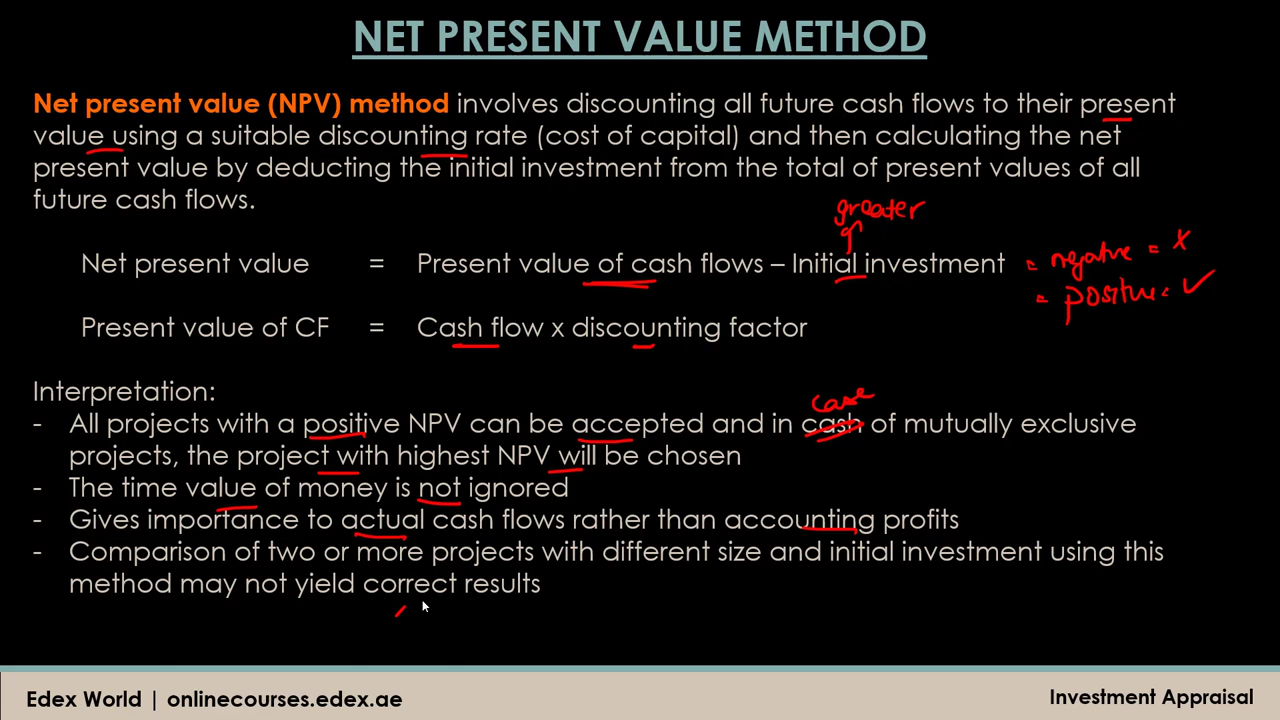 NET PRESENT VALUE METHOD
Net present value (NPV) method involves discounting all future cash flows to their present
value using a suitable discounting rate (cost of capital) and then calculating the net
present value by deducting the initial investment from the total of present values of all
future cash flows.
greater
Net present value = Present value of cash flows – Initial investment = negative = x
= positive = ✓
Present value of CF = Cash flow x discounting factor
Interpretation:
case
- All projects with a positive NPV can be accepted and in cash of mutually exclusive
projects, the project with highest NPV will be chosen
- The time value of money is not ignored
- Gives importance to actual cash flows rather than accounting profits
- Comparison of two or more projects with different size and initial investment using this
method may not yield correct results
Edex World | onlinecourses.edex.ae
Investment Appraisal